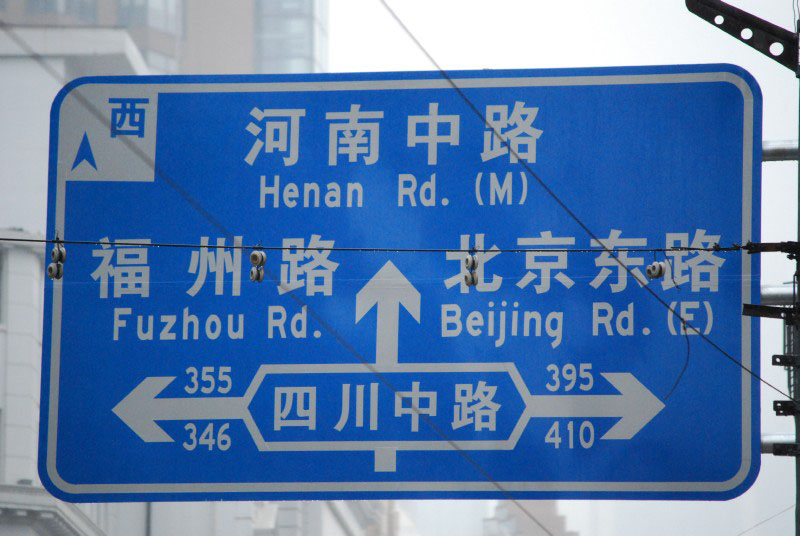 西
河南中路
Henan Rd. (M)
福州路
Fuzhou Rd.
北京东路
Beijing Rd. (E)
355
四川中路
395
346
410